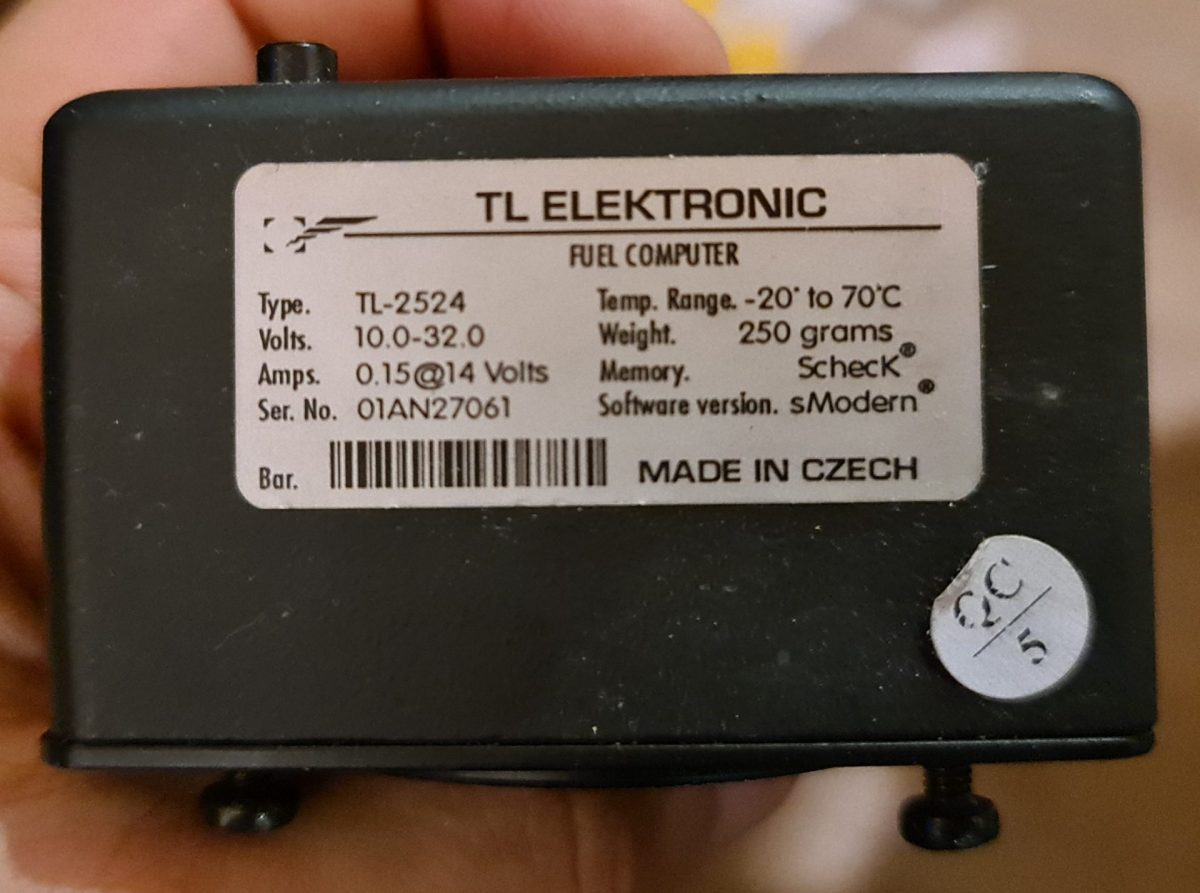 TL ELEKTRONIC
FUEL COMPUTER
Type. TL-2524
Volts. 10.0-32.0
Amps. 0.15@14 Volts
Ser. No. 01AN27061
Bar.
Temp. Range. -20° to 70°C
Weight. 250 grams
Memory. SchecK®
Software version. sModern®
MADE IN CZECH
QC
5